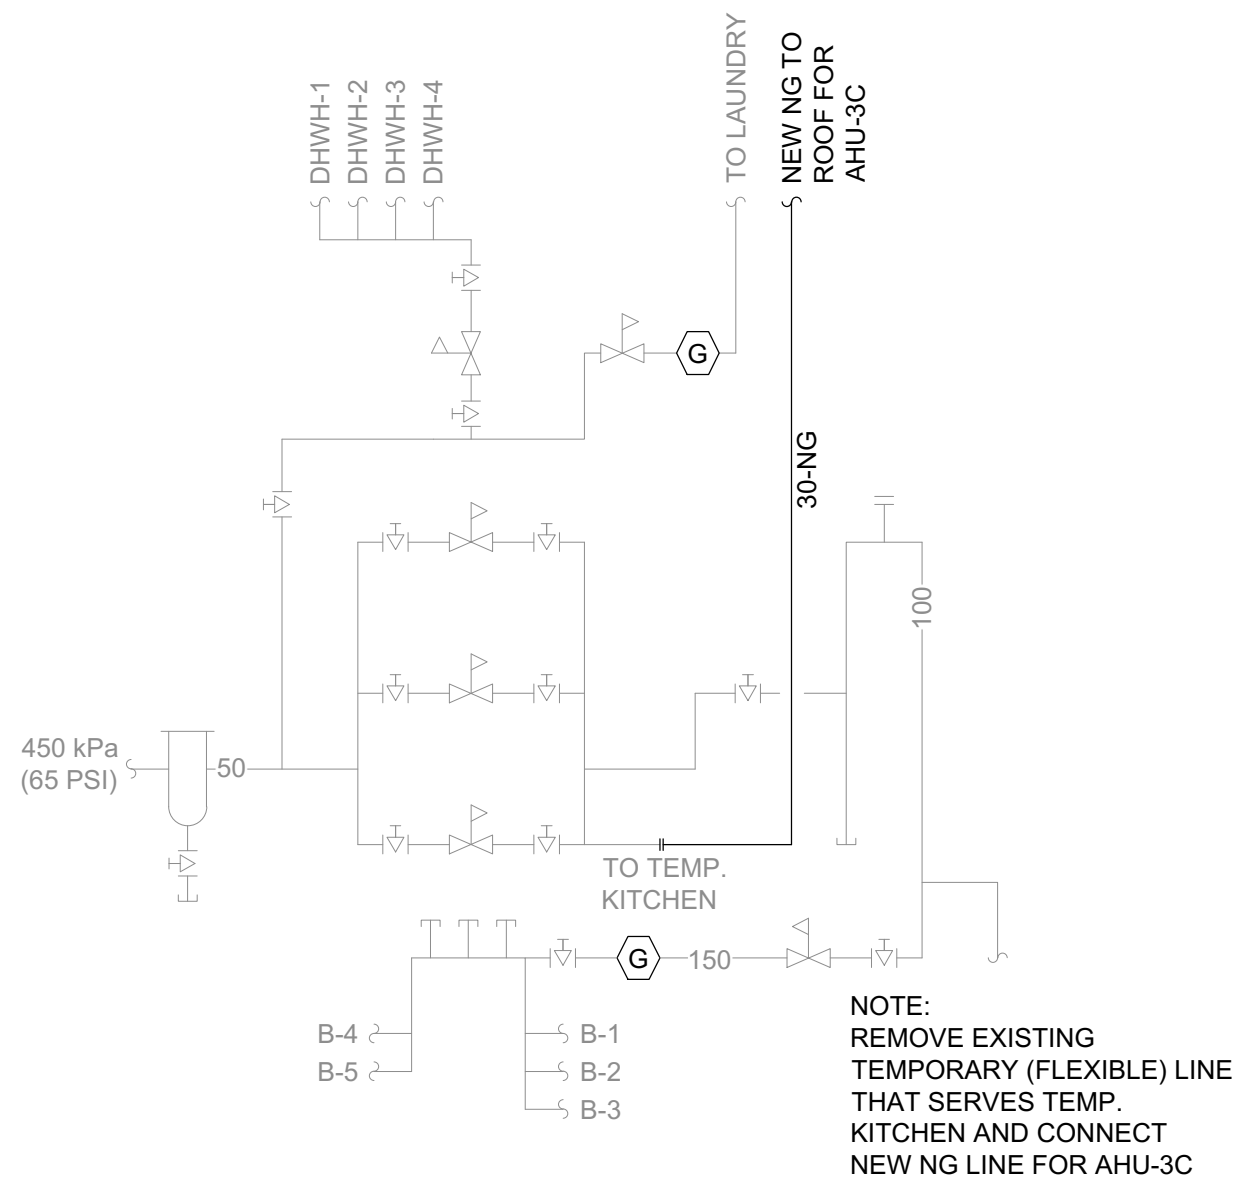 DHWH-1
DHWH-2
DHWH-3
DHWH-4
TO LAUNDRY
NEW NG TO
ROOF FOR
AHU-3C
G
30-NG
100
450 kPa
(65 PSI)
50
TO TEMP.
KITCHEN
G
150
B-4
B-5
B-1
B-2
B-3
NOTE:
REMOVE EXISTING
TEMPORARY (FLEXIBLE) LINE
THAT SERVES TEMP.
KITCHEN AND CONNECT
NEW NG LINE FOR AHU-3C